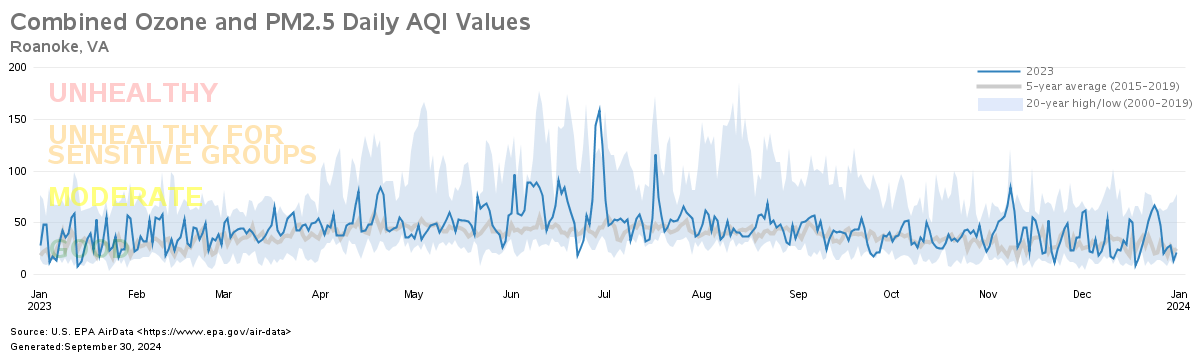 Combined Ozone and PM2.5 Daily AQI Values
Roanoke, VA
200
150
100
50
0
UNHEALTHY
UNHEALTHY FOR
SENSITIVE GROUPS
MODERATE
GOOD
2023
5-year average (2015-2019)
20-year high/low (2000-2019)
Jan Feb Mar Apr May Jun Jul Aug Sep Oct Nov Dec Jan
2023 2024
Source: U.S. EPA AirData <https://www.epa.gov/air-data>
Generated:September 30, 2024